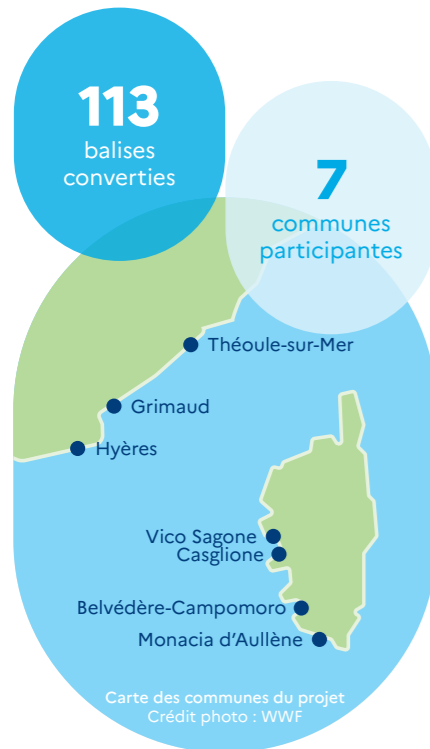 113
balises
converties
7
communes
participantes
Théoule-sur-Mer
Grimaud
Hyères
Vico Sagone
Casglione
Belvédère-Campomoro
Monacia d'Aullène
Carte des communes du projet
Crédit photo : WWF